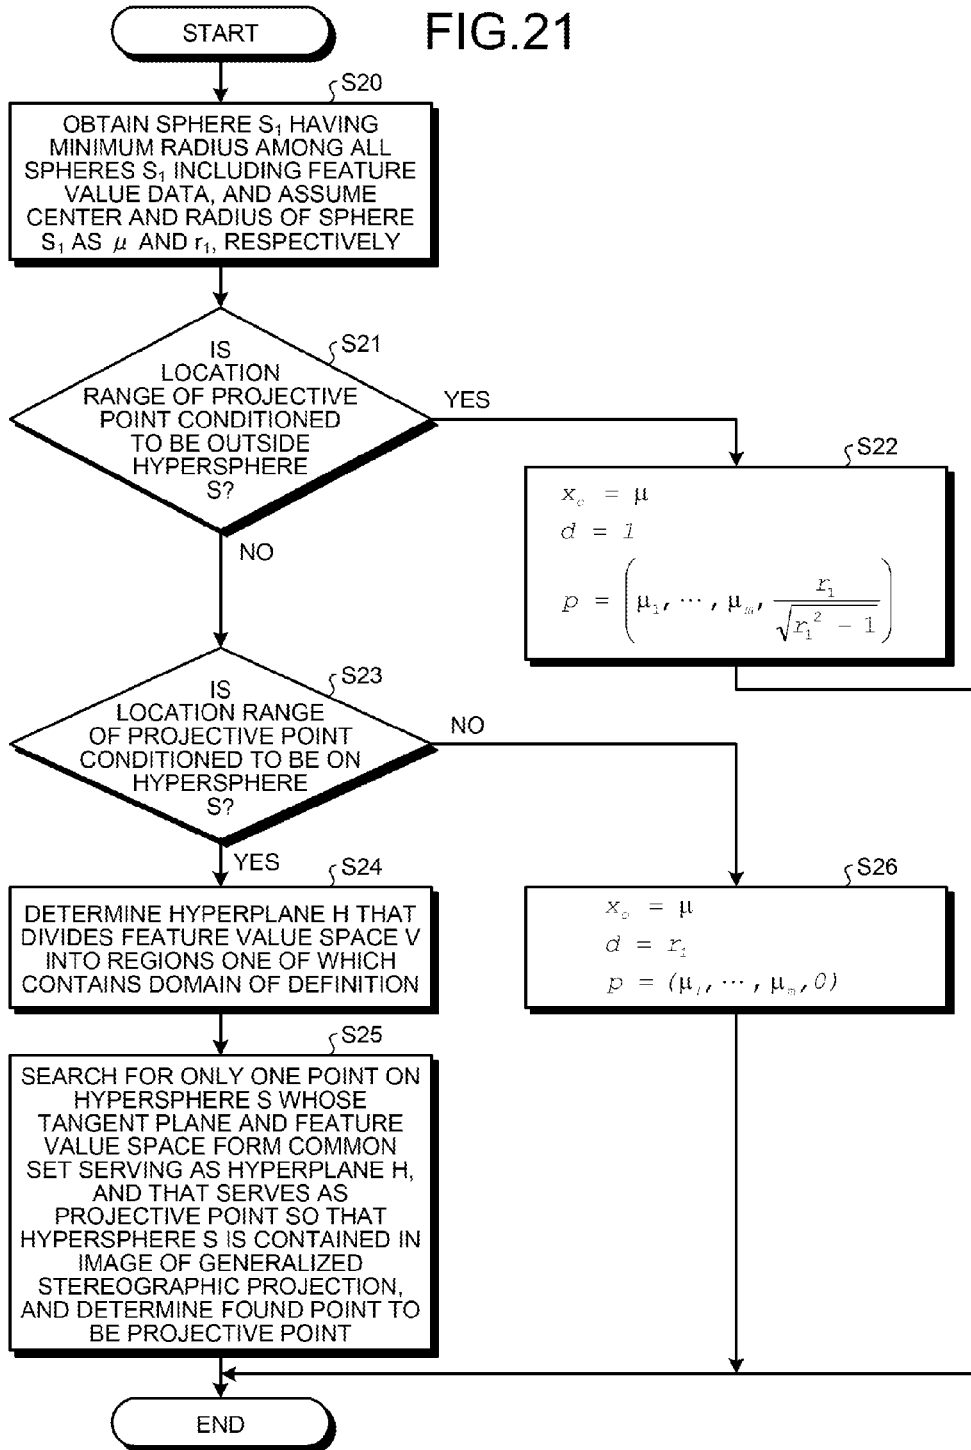 FIG.21
START
S20
OBTAIN SPHERE S₁ HAVING
MINIMUM RADIUS AMONG ALL
SPHERES S₁ INCLUDING FEATURE
VALUE DATA, AND ASSUME
CENTER AND RADIUS OF SPHERE
S₁ AS μ AND r₁, RESPECTIVELY
S21
IS
LOCATION
RANGE OF PROJECTIVE
POINT CONDITIONED
TO BE OUTSIDE
HYPERSPHERE
S?
YES
NO
S22
x_c = μ
d = 1
p = (μ₁, ⋯, μ_m, r₁/√(r₁² − 1))
S23
IS
LOCATION RANGE
OF PROJECTIVE POINT
CONDITIONED TO BE ON
HYPERSPHERE
S?
NO
YES
S24
DETERMINE HYPERPLANE H THAT
DIVIDES FEATURE VALUE SPACE V
INTO REGIONS ONE OF WHICH
CONTAINS DOMAIN OF DEFINITION
S26
x_c = μ
d = r₁
p = (μ₁, ⋯, μ_m, 0)
S25
SEARCH FOR ONLY ONE POINT ON
HYPERSPHERE S WHOSE
TANGENT PLANE AND FEATURE
VALUE SPACE FORM COMMON
SET SERVING AS HYPERPLANE H,
AND THAT SERVES AS
PROJECTIVE POINT SO THAT
HYPERSPHERE S IS CONTAINED IN
IMAGE OF GENERALIZED
STEREOGRAPHIC PROJECTION,
AND DETERMINE FOUND POINT TO
BE PROJECTIVE POINT
END